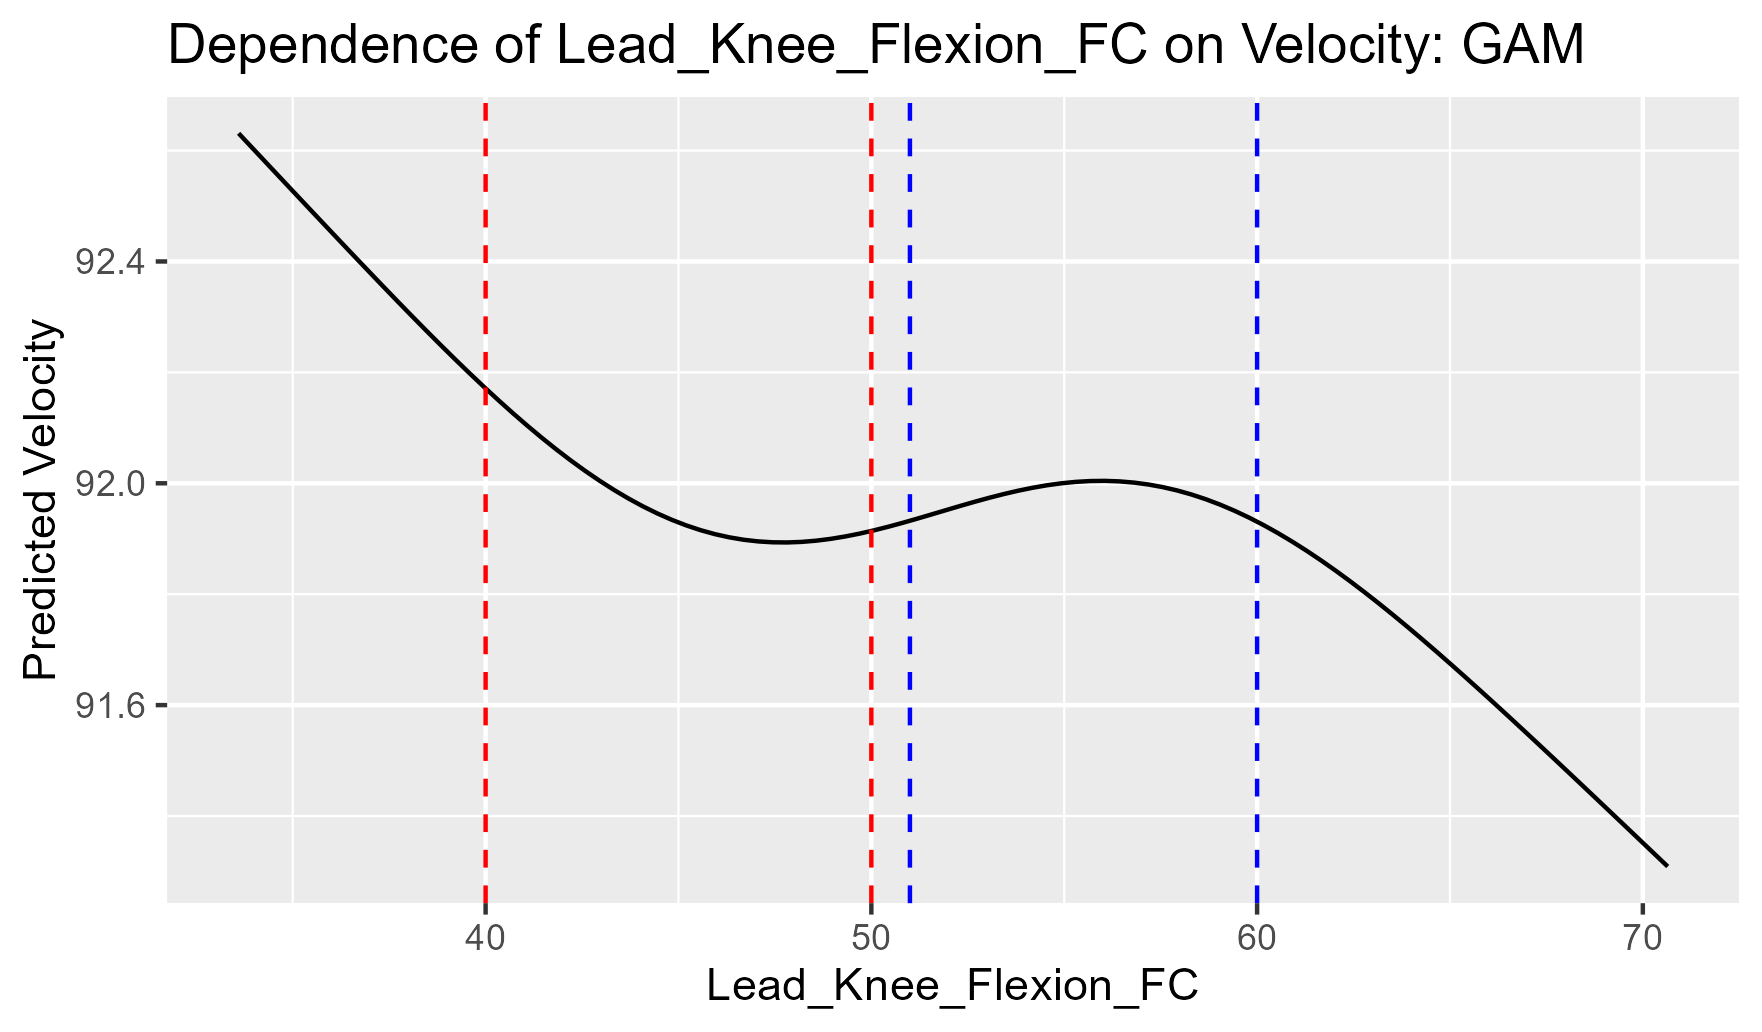 Dependence of Lead_Knee_Flexion_FC on Velocity: GAM
Predicted Velocity
92.4
92.0
91.6
40 50 60 70
Lead_Knee_Flexion_FC